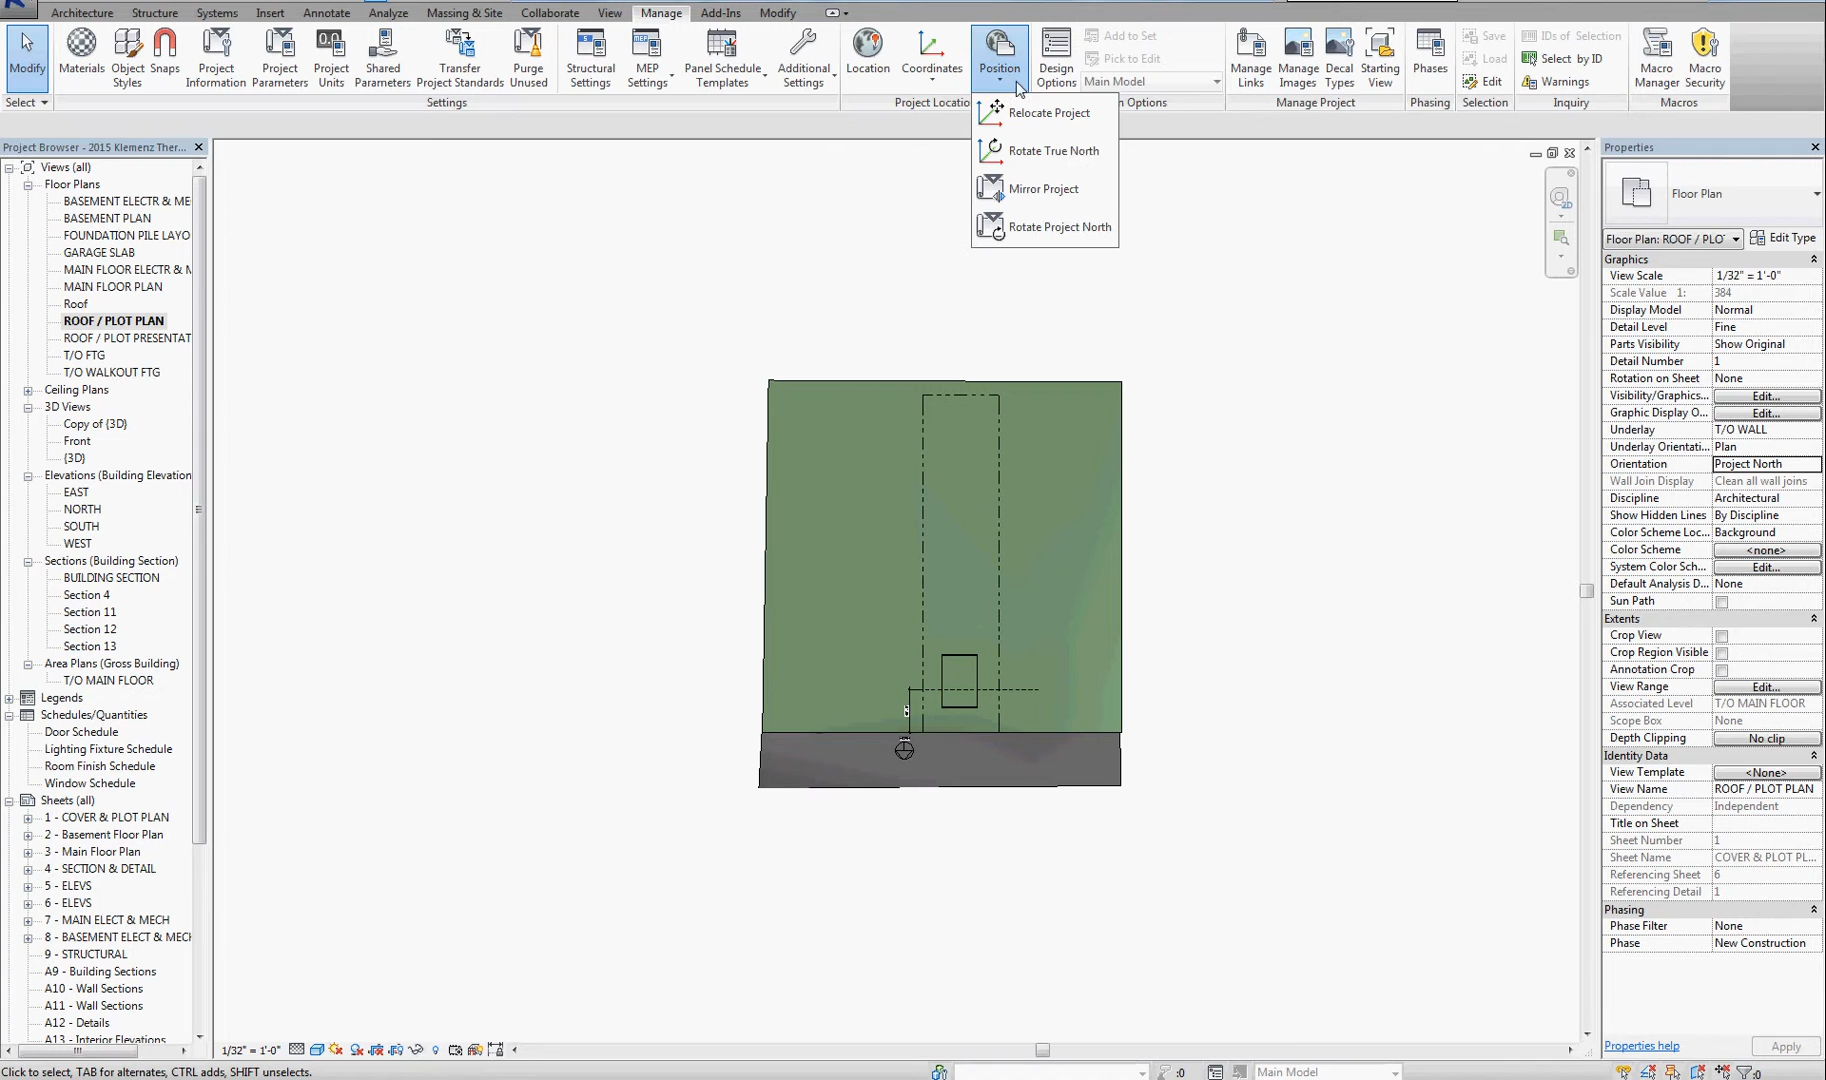 Architecture Structure Systems Insert Annotate Analyze Massing & Site Collaborate View Manage Add-Ins Modify
Modify
Materials
Object Styles
Snaps
Project Information
Project Parameters
Project Units
Shared Parameters
Transfer Project Standards
Purge Unused
Structural Settings
MEP Settings
Panel Schedule Templates
Additional Settings
Location
Coordinates
Position
Design Options
Add to Set
Pick to Edit
Main Model
Manage Links
Manage Images
Decal Types
Starting View
Phases
Save
Load
Edit
IDs of Selection
Select by ID
Warnings
Macro Manager
Macro Security
Select
Settings
Project Locatio
n Options
Manage Project
Phasing
Selection
Inquiry
Macros
Relocate Project
Rotate True North
Mirror Project
Rotate Project North
Project Browser - 2015 Klemenz Ther...
Views (all)
Floor Plans
BASEMENT ELECTR & ME
BASEMENT PLAN
FOUNDATION PILE LAYO
GARAGE SLAB
MAIN FLOOR ELECTR & M
MAIN FLOOR PLAN
Roof
ROOF / PLOT PLAN
ROOF / PLOT PRESENTAT
T/O FTG
T/O WALKOUT FTG
Ceiling Plans
3D Views
Copy of {3D}
Front
{3D}
Elevations (Building Elevation
EAST
NORTH
SOUTH
WEST
Sections (Building Section)
BUILDING SECTION
Section 4
Section 11
Section 12
Section 13
Area Plans (Gross Building)
T/O MAIN FLOOR
Legends
Schedules/Quantities
Door Schedule
Lighting Fixture Schedule
Room Finish Schedule
Window Schedule
Sheets (all)
1 - COVER & PLOT PLAN
2 - Basement Floor Plan
3 - Main Floor Plan
4 - SECTION & DETAIL
5 - ELEVS
6 - ELEVS
7 - MAIN ELECT & MECH
8 - BASEMENT ELECT & MECH
9 - STRUCTURAL
A9 - Building Sections
A10 - Wall Sections
A11 - Wall Sections
A12 - Details
A13 - Interior Elevations
2D
Properties
Floor Plan
Floor Plan: ROOF / PLO Edit Type
Graphics
View Scale 1/32" = 1'-0"
Scale Value 1: 384
Display Model Normal
Detail Level Fine
Parts Visibility Show Original
Detail Number 1
Rotation on Sheet None
Visibility/Graphics... Edit...
Graphic Display O... Edit...
Underlay T/O WALL
Underlay Orientati... Plan
Orientation Project North
Wall Join Display Clean all wall joins
Discipline Architectural
Show Hidden Lines By Discipline
Color Scheme Loc... Background
Color Scheme <none>
System Color Sch... Edit...
Default Analysis D... None
Sun Path
Extents
Crop View
Crop Region Visible
Annotation Crop
View Range Edit...
Associated Level T/O MAIN FLOOR
Scope Box None
Depth Clipping No clip
Identity Data
View Template <None>
View Name ROOF / PLOT PLAN
Dependency Independent
Title on Sheet
Sheet Number 1
Sheet Name COVER & PLOT PL...
Referencing Sheet 6
Referencing Detail 1
Phasing
Phase Filter None
Phase New Construction
Properties help Apply
1/32" = 1'-0"
Click to select, TAB for alternates, CTRL adds, SHIFT unselects. :0 Main Model :0